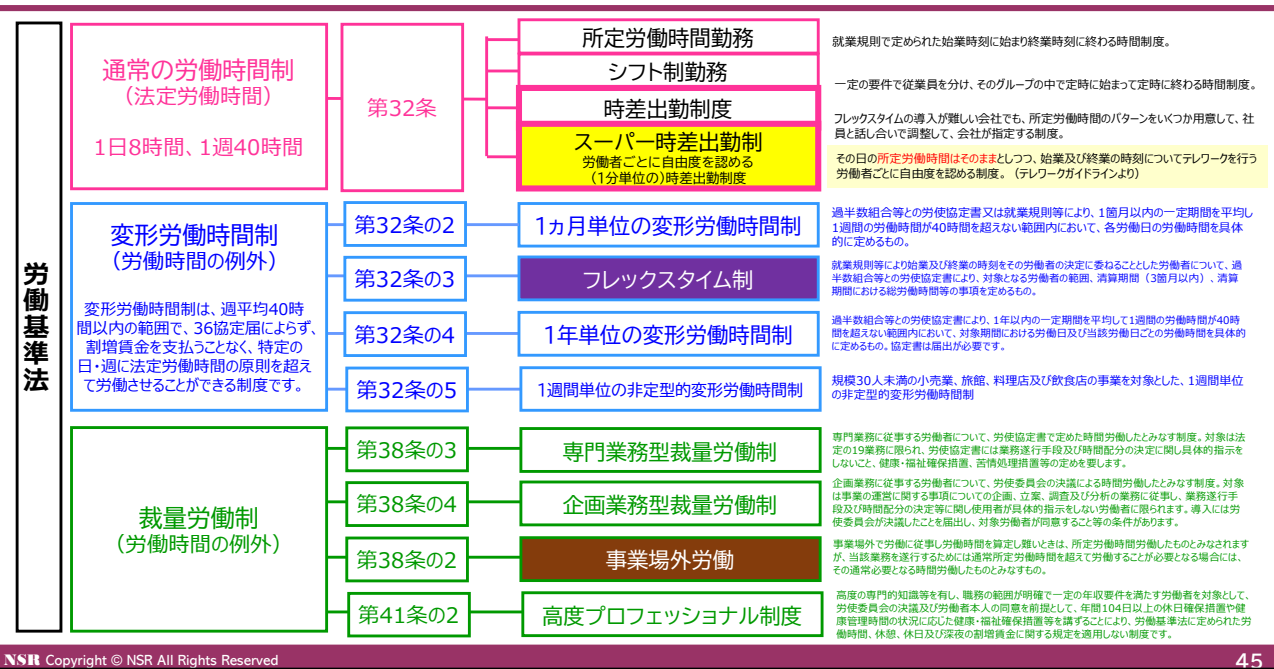 労働基準法
通常の労働時間制
（法定労働時間）
1日8時間、1週40時間
第32条
所定労働時間勤務
就業規則で定められた始業時刻に始まり終業時刻に終わる時間制度。
シフト制勤務
一定の要件で従業員を分け、そのグループの中で定時に始まって定時に終わる時間制度。
時差出勤制度
フレックスタイムの導入が難しい会社でも、所定労働時間のパターンをいくつか用意して、社
員と話し合いで調整して、会社が指定する制度。
スーパー時差出勤制
労働者ごとに自由度を認める
（1分単位の）時差出勤制度
その日の所定労働時間はそのままとしつつ、始業及び終業の時刻についてテレワークを行う
労働者ごとに自由度を認める制度。（テレワークガイドラインより）
変形労働時間制
（労働時間の例外）
変形労働時間制は、週平均40時
間以内の範囲で、36協定届によらず、
割増賃金を支払うことなく、特定の
日・週に法定労働時間の原則を超え
て労働させることができる制度です。
第32条の2
1ヵ月単位の変形労働時間制
過半数組合等との労使協定書又は就業規則等により、1箇月以内の一定期間を平均し
1週間の労働時間が40時間を超えない範囲内において、各労働日の労働時間を具体
的に定めるもの。
第32条の3
フレックスタイム制
就業規則等により始業及び終業の時刻をその労働者の決定に委ねることとした労働者について、過
半数組合等との労使協定書により、対象となる労働者の範囲、清算期間（3箇月以内）、清算
期間における総労働時間等の事項を定めるもの。
第32条の4
1年単位の変形労働時間制
過半数組合等との労使協定書により、1年以内の一定期間を平均して1週間の労働時間が40時
間を超えない範囲内において、対象期間における労働日及び当該労働日ごとの労働時間を具体的
に定めるもの。協定書は届出が必要です。
第32条の5
1週間単位の非定型的変形労働時間制
規模30人未満の小売業、旅館、料理店及び飲食店の事業を対象とした、1週間単位
の非定型的変形労働時間制
裁量労働制
（労働時間の例外）
第38条の3
専門業務型裁量労働制
専門業務に従事する労働者について、労使協定書で定めた時間労働したとみなす制度。対象は法
定の19業務に限られ、労使協定書には業務遂行手段及び時間配分の決定に関し具体的指示を
しないこと、健康・福祉確保措置、苦情処理措置等の定めを要します。
第38条の4
企画業務型裁量労働制
企画業務に従事する労働者について、労使委員会の決議による時間労働したとみなす制度。対象
は事業の運営に関する事項についての企画、立案、調査及び分析の業務に従事し、業務遂行手
段及び時間配分の決定等に関し使用者が具体的指示をしない労働者に限られます。導入には労
使委員会が決議したことを届出し、対象労働者が同意すること等の条件があります。
第38条の2
事業場外労働
事業場外で労働に従事し労働時間を算定し難いときは、所定労働時間労働したものとみなされます
が、当該業務を遂行するためには通常所定労働時間を超えて労働することが必要となる場合には、
その通常必要となる時間労働したものとみなすもの。
第41条の2
高度プロフェッショナル制度
高度の専門的知識等を有し、職務の範囲が明確で一定の年収要件を満たす労働者を対象として、
労使委員会の決議及び労働者本人の同意を前提として、年間104日以上の休日確保措置や健
康管理時間の状況に応じた健康・福祉確保措置等を講ずることにより、労働基準法に定められた労
働時間、休憩、休日及び深夜の割増賃金に関する規定を適用しない制度です。
NSR Copyright © NSR All Rights Reserved
45